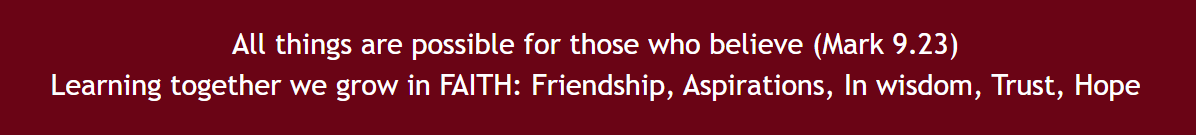 All things are possible for those who believe (Mark 9.23)
Learning together we grow in FAITH: Friendship, Aspirations, In wisdom, Trust, Hope